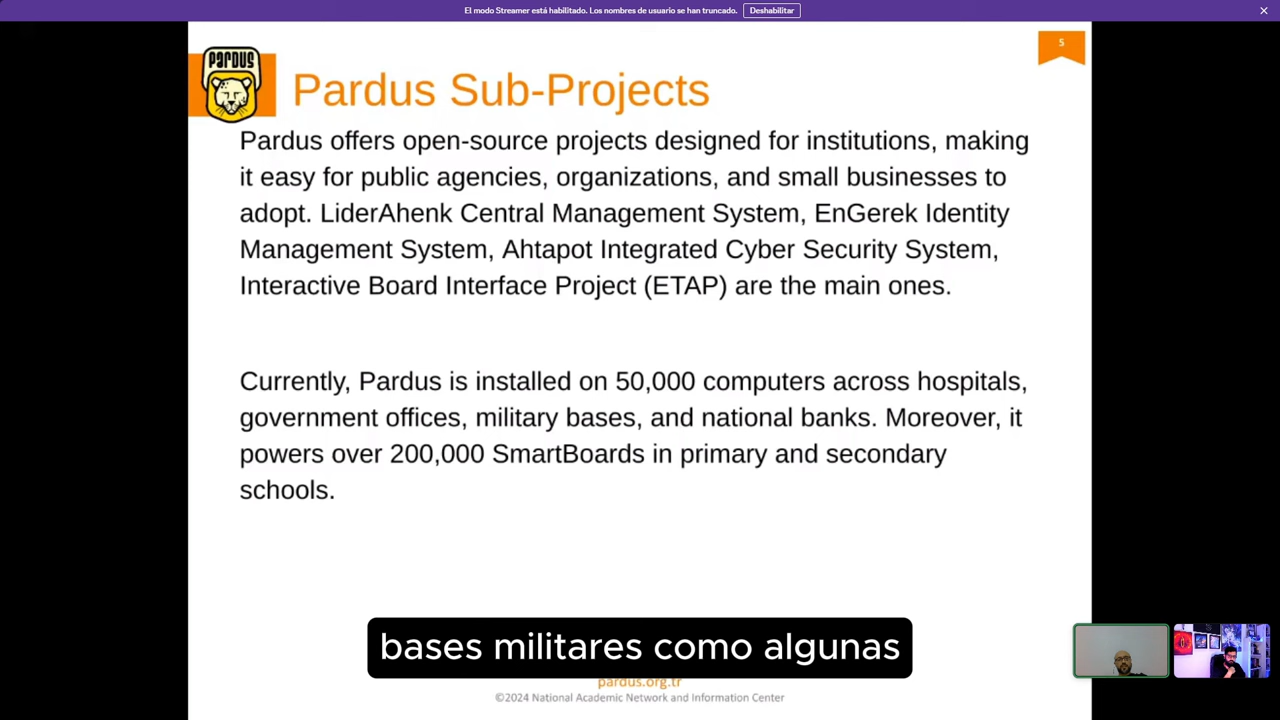 El modo Streamer está habilitado. Los nombres de usuario se han truncado. Deshabilitar
5
PARDUS
Pardus Sub-Projects
Pardus offers open-source projects designed for institutions, making
it easy for public agencies, organizations, and small businesses to
adopt. LiderAhenk Central Management System, EnGerek Identity
Management System, Ahtapot Integrated Cyber Security System,
Interactive Board Interface Project (ETAP) are the main ones.
Currently, Pardus is installed on 50,000 computers across hospitals,
government offices, military bases, and national banks. Moreover, it
powers over 200,000 SmartBoards in primary and secondary
schools.
bases militares como algunas
pardus.org.tr
©2024 National Academic Network and Information Center